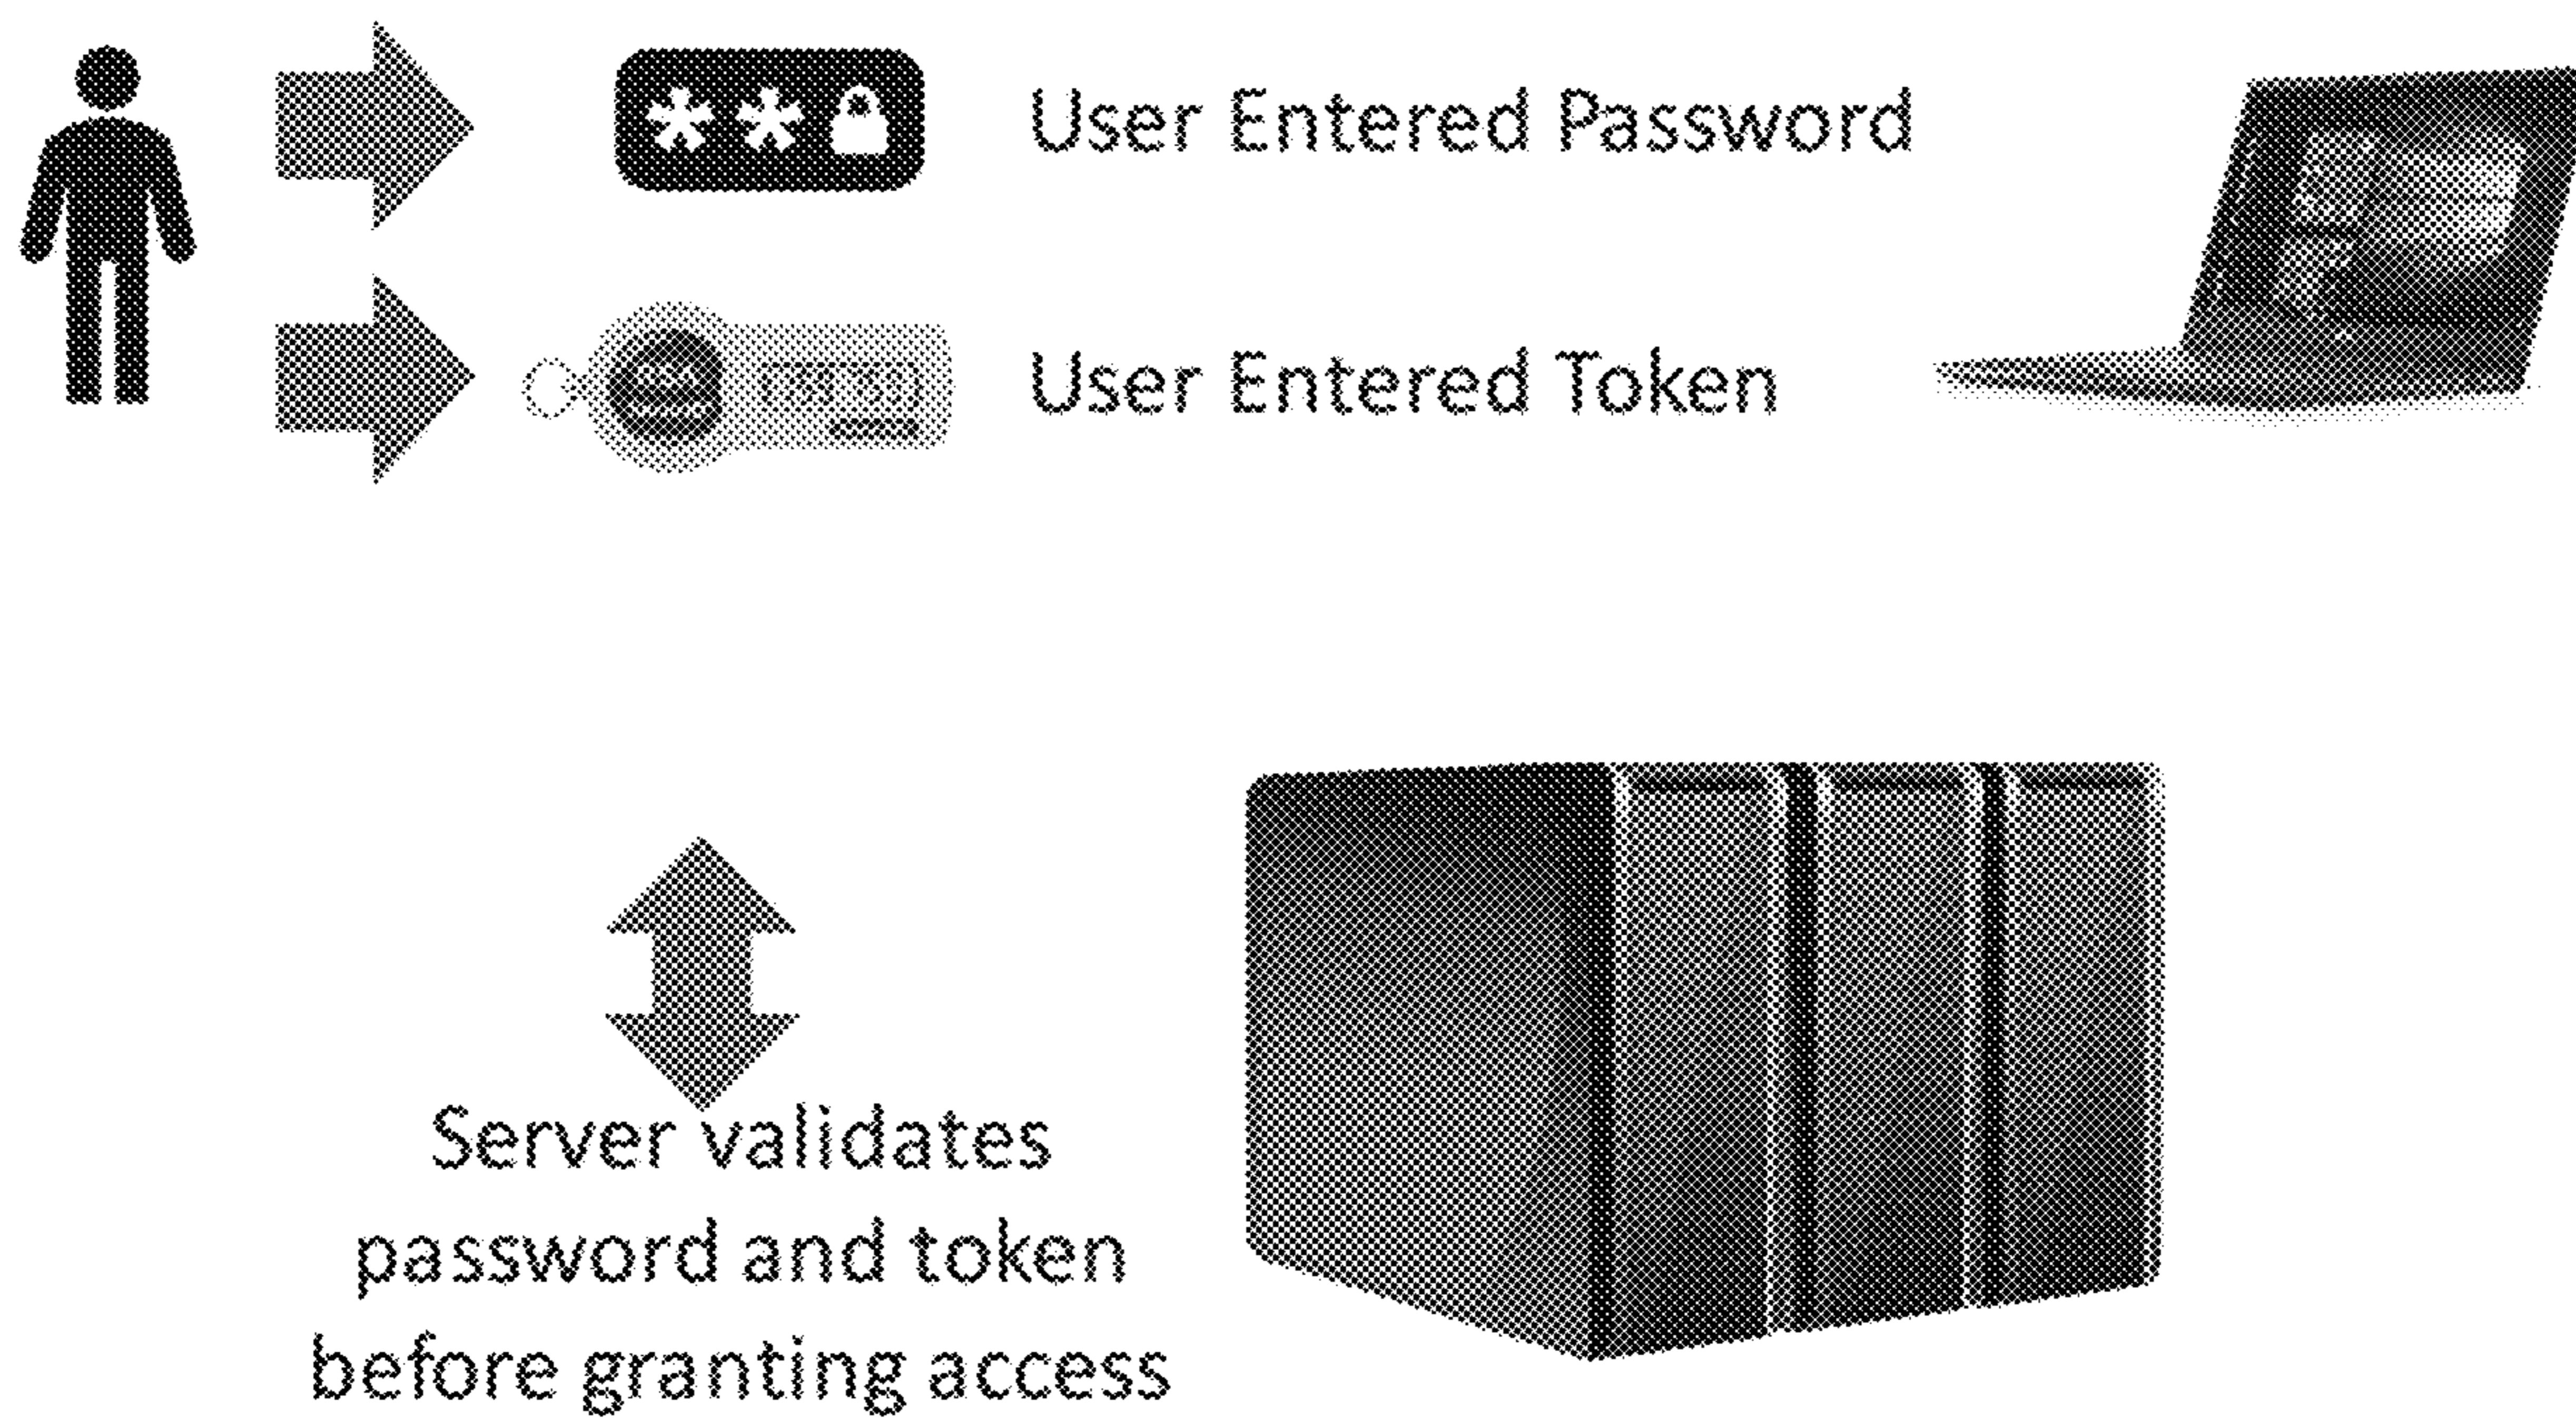 User Entered Password
User Entered Token
Server validates
password and token
before granting access